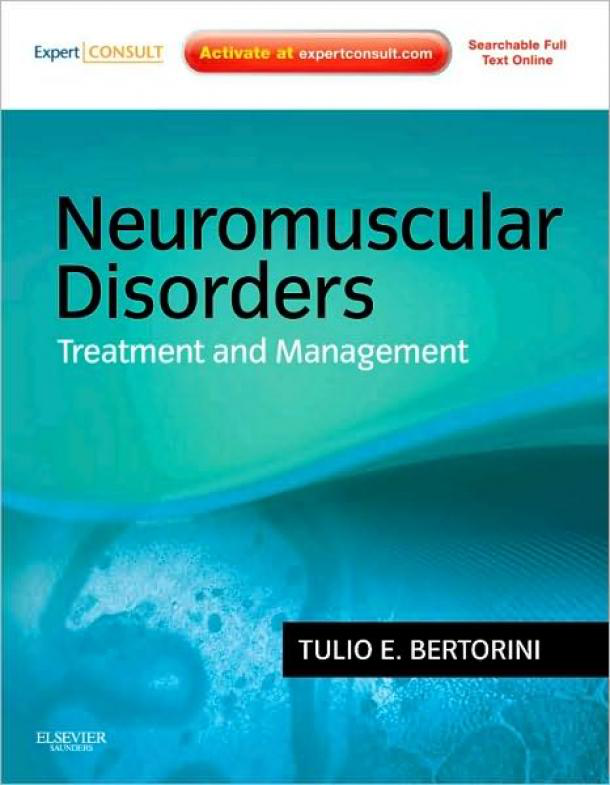 Expert CONSULT
Activate at expertconsult.com
Searchable Full
Text Online
Neuromuscular
Disorders
Treatment and Management
TULIO E. BERTORINI
ELSEVIER
SAUNDERS